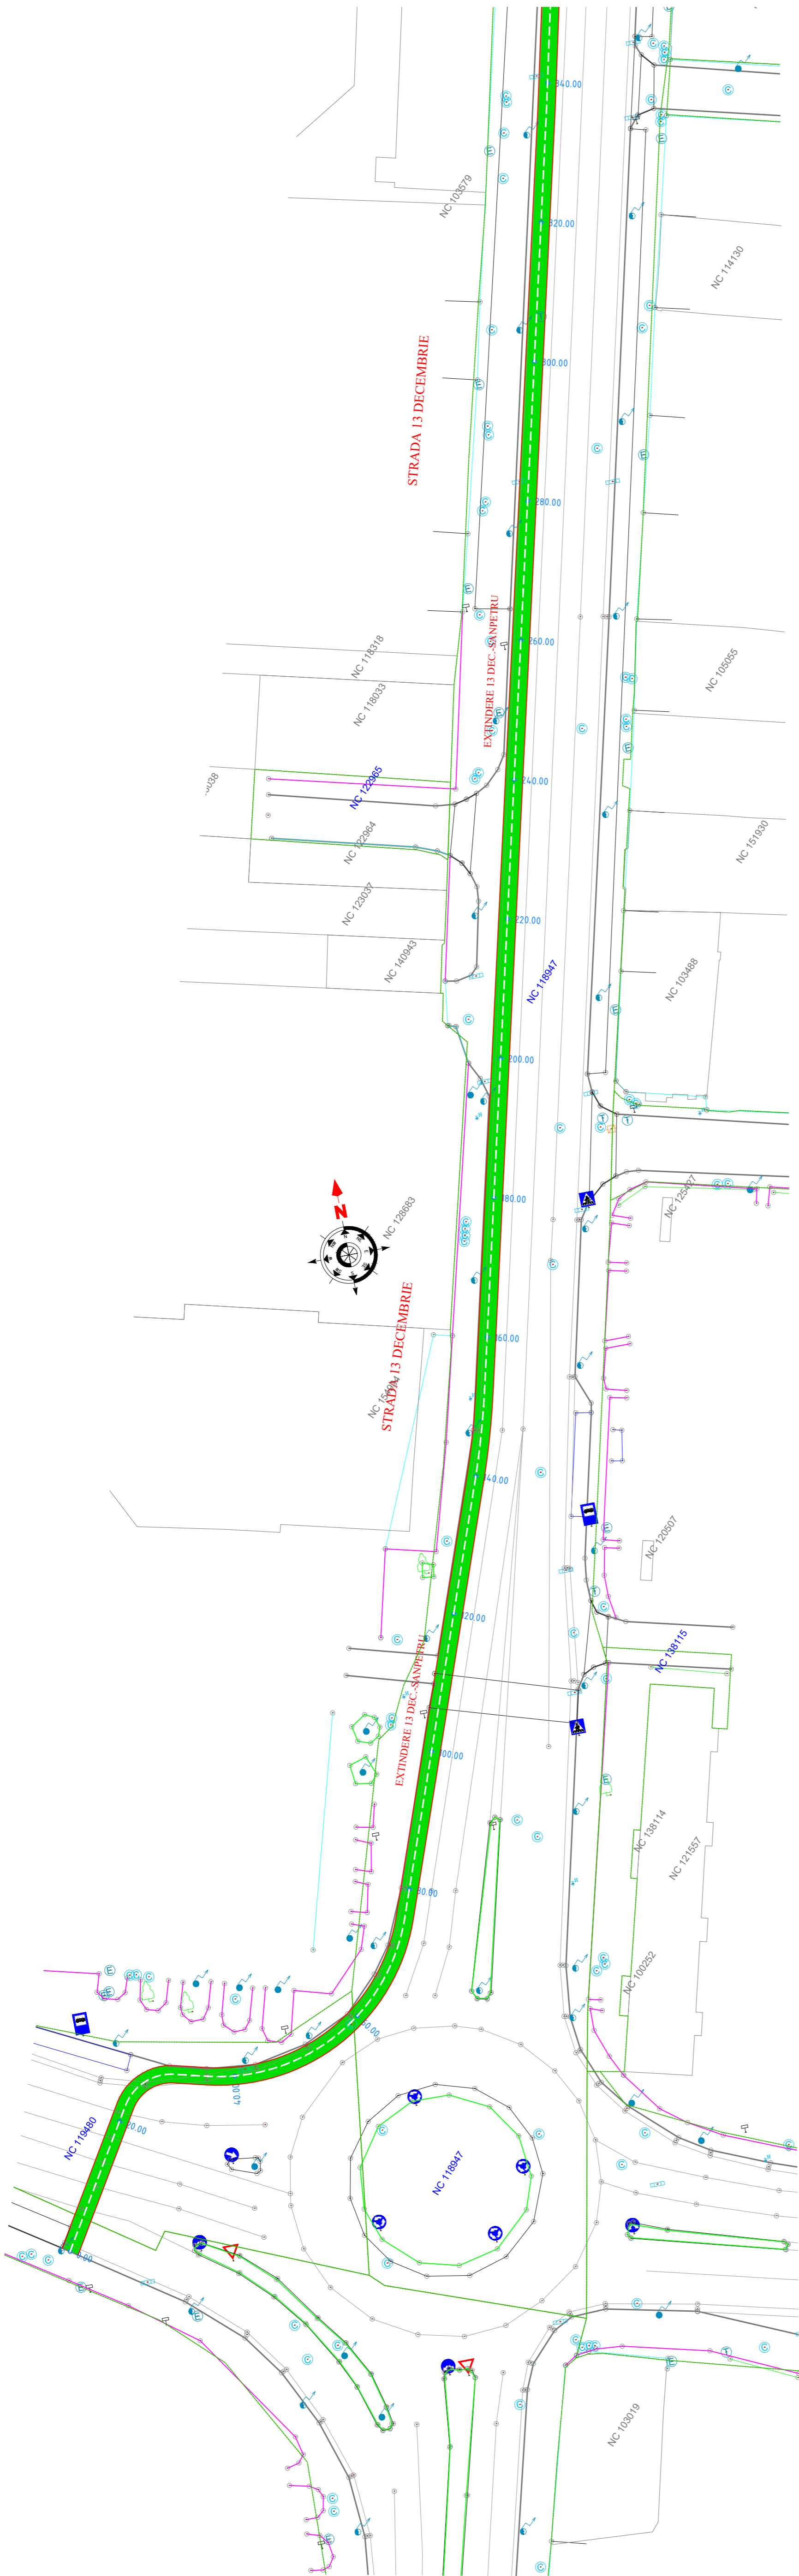 340.00
NC 103579
320.00
NC 114130
STRADA 13 DECEMBRIE
300.00
280.00
EXTINDERE 13 DEC.-SANPETRU
260.00
NC 118318
NC 105055
NC 118033
NC 122965
240.00
NC 122964
NC 151930
NC 123037
220.00
NC 140943
NC 118947
NC 103488
200.00
NC 128683
180.00
NC 125427
N
160.00
STRADA 13 DECEMBRIE
140.00
NC 120507
120.00
NC 138115
EXTINDERE 13 DEC.-SANPETRU
100.00
NC 138114
NC 121557
80.00
NC 100252
60.00
40.00
NC 119480
20.00
NC 118947
0.00
NC 103019